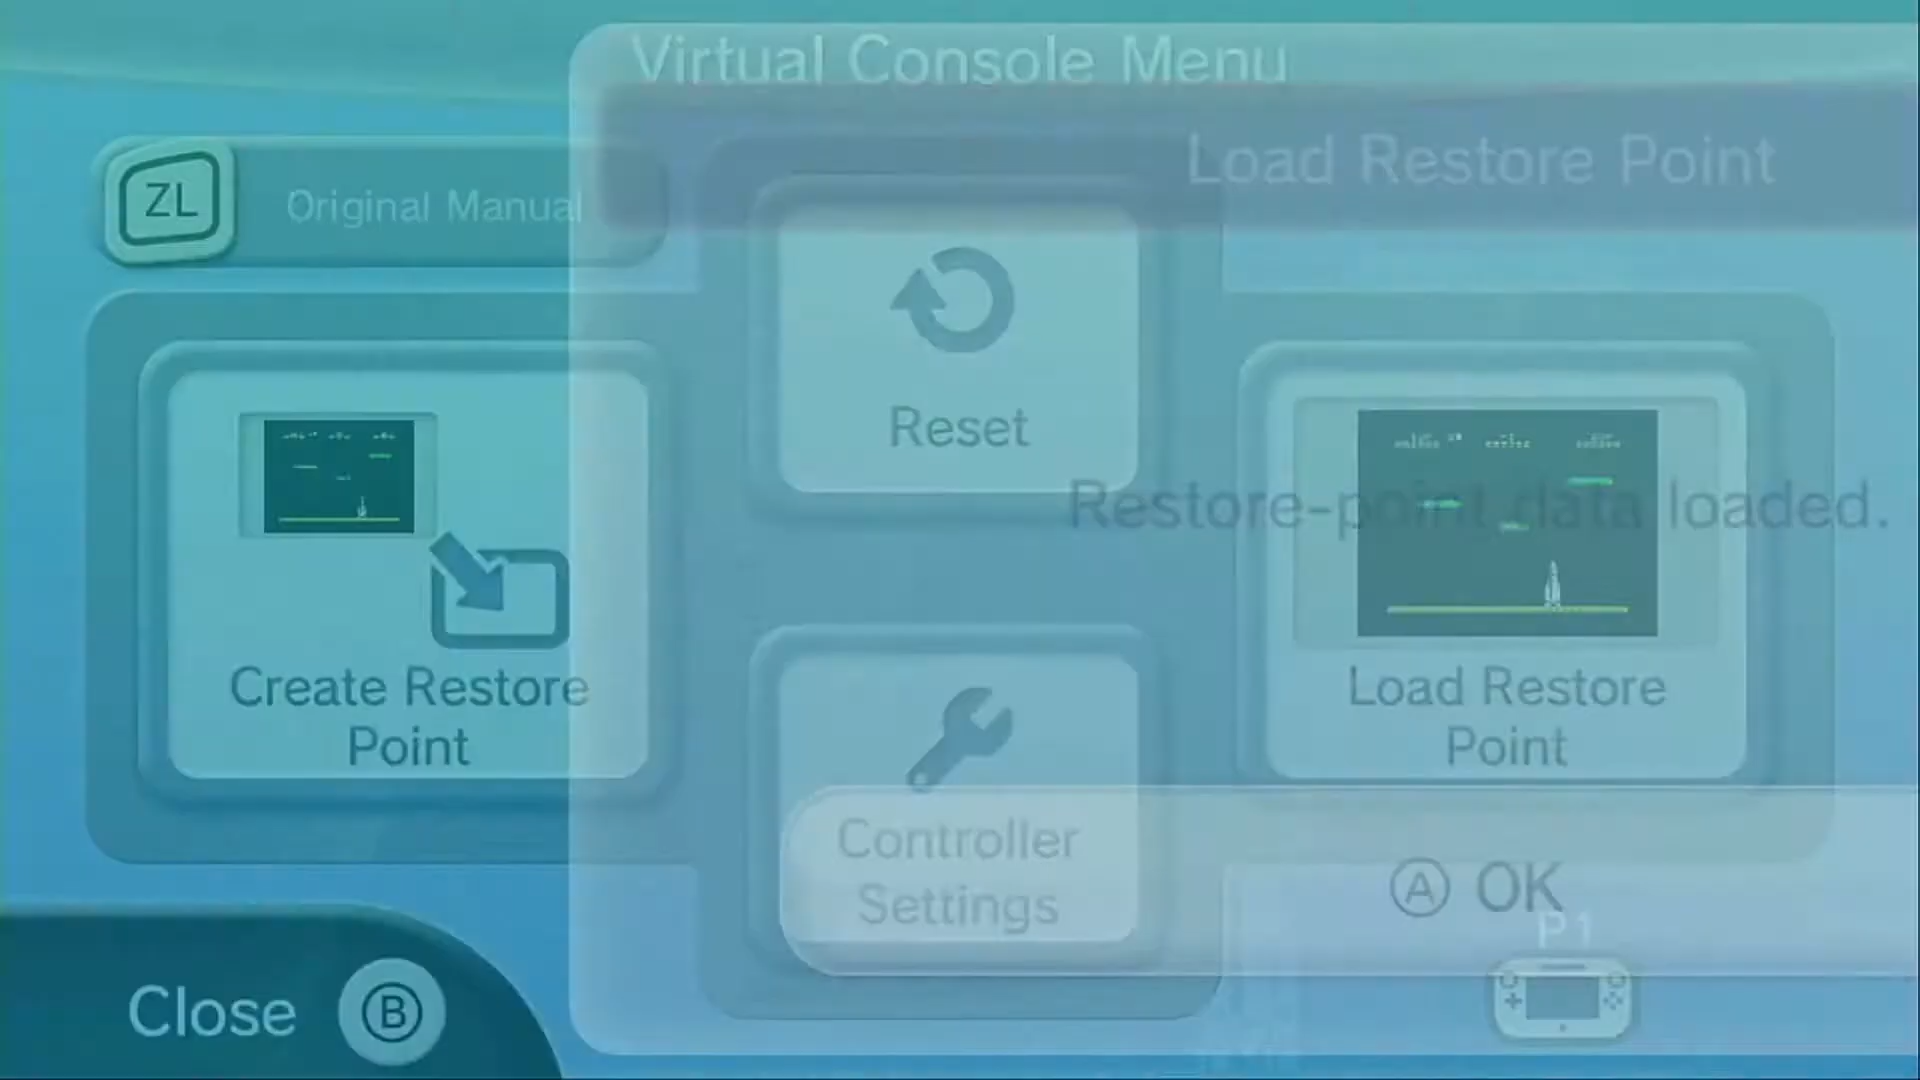 Virtual Console Menu
Load Restore Point
ZL
Original Manual
Reset
Restore-point data loaded.
Create Restore
Point
Load Restore
Point
Controller
Settings
A OK
P1
Close B